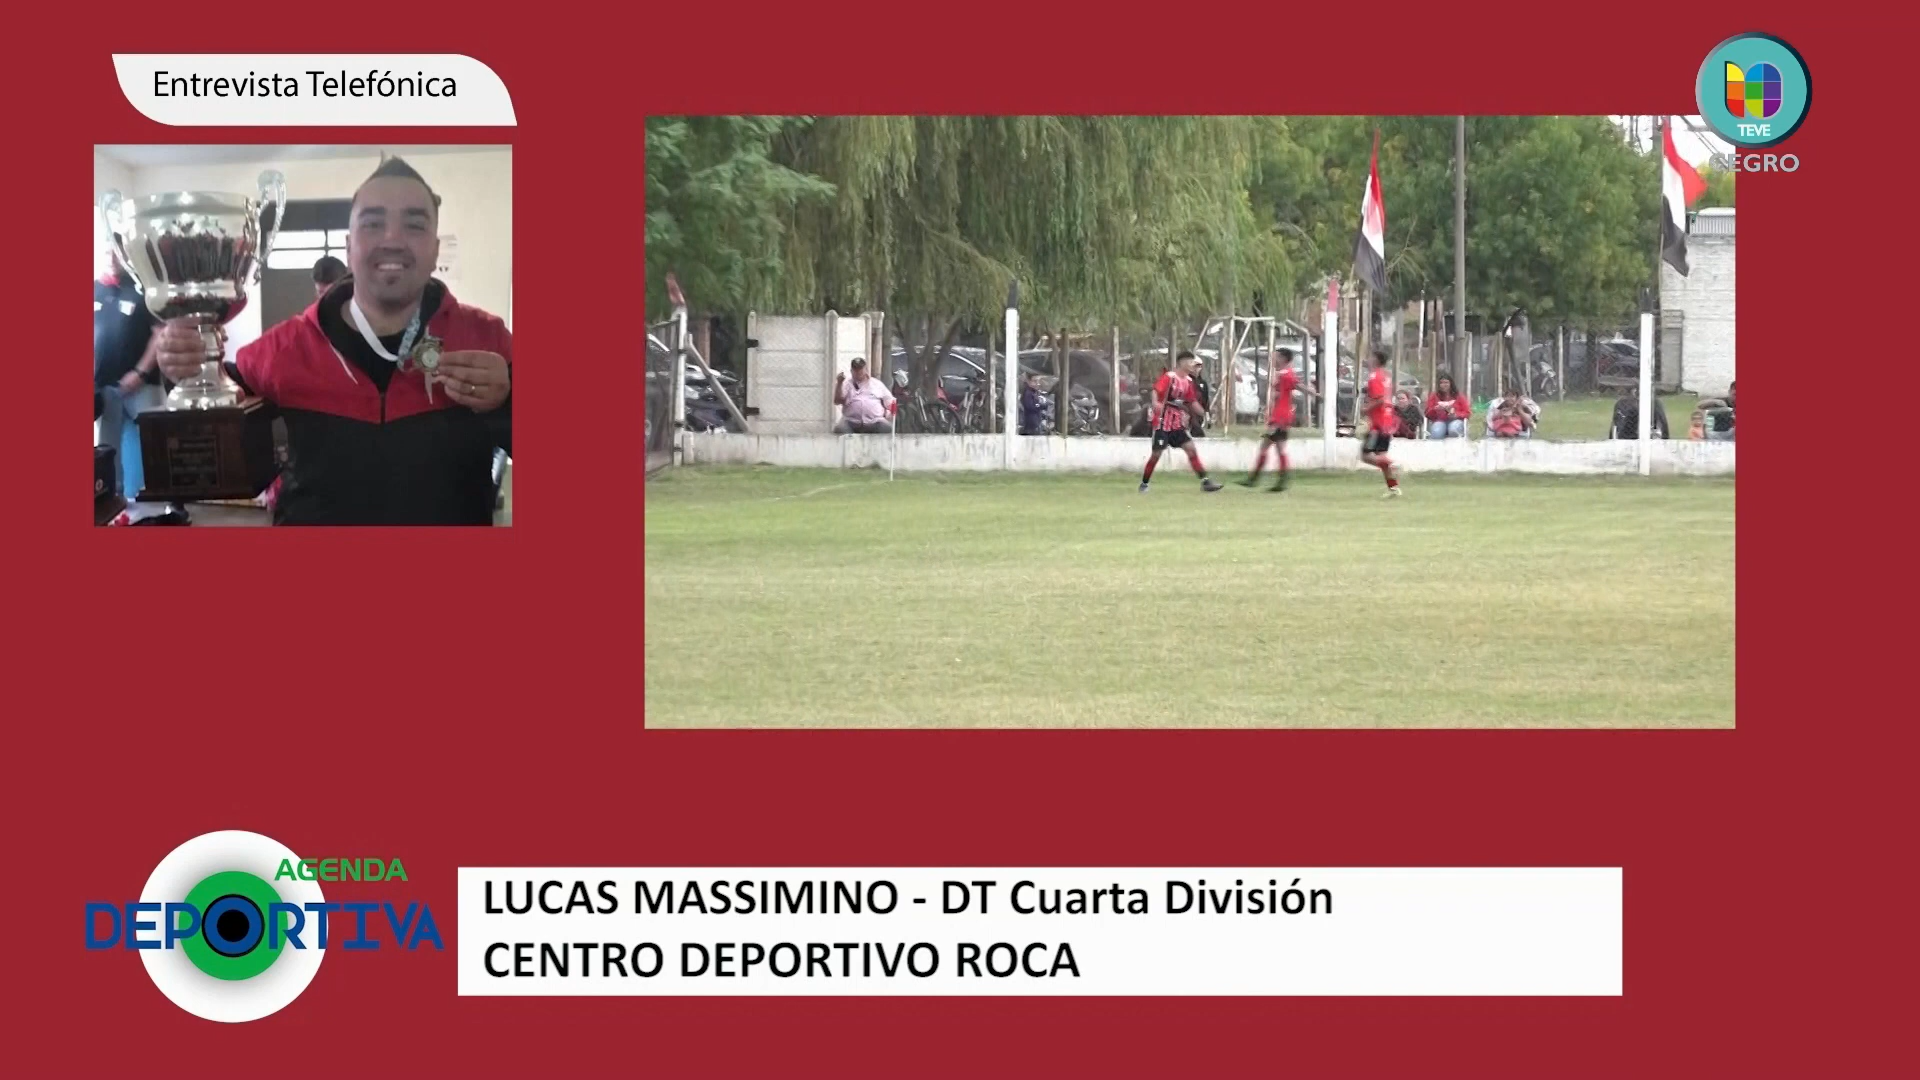 Entrevista Telefónica
TEVE
CEGRO
AGENDA
DEPORTIVA
LUCAS MASSIMINO - DT Cuarta División
CENTRO DEPORTIVO ROCA